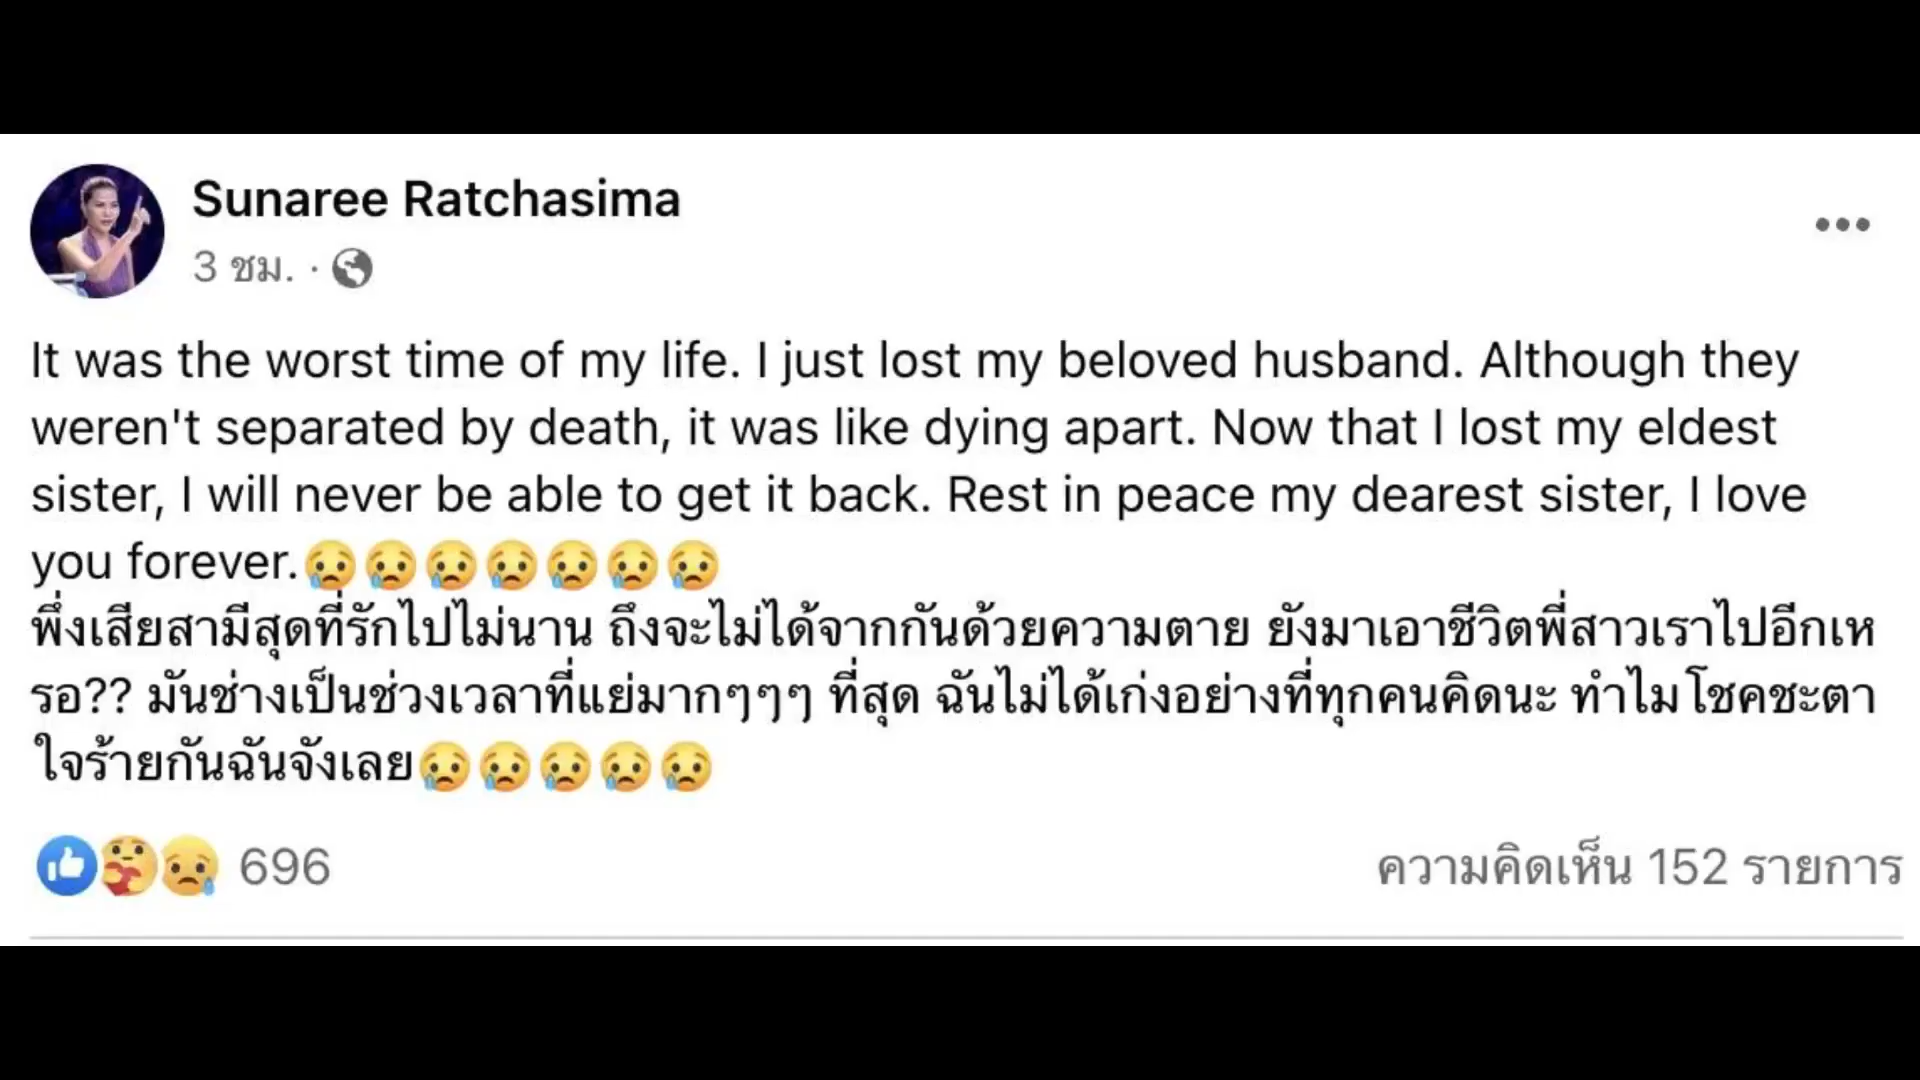 Sunaree Ratchasima
3 ชม. ·
It was the worst time of my life. I just lost my beloved husband. Although they
weren't separated by death, it was like dying apart. Now that I lost my eldest
sister, I will never be able to get it back. Rest in peace my dearest sister, I love
you forever.😢😢😢😢😢😢😢
พึ่งเสียสามีสุดที่รักไปไม่นาน ถึงจะไม่ได้จากกันด้วยความตาย ยังมาเอาชีวิตพี่สาวเราไปอีกเห
รอ?? มันช่างเป็นช่วงเวลาที่แย่มากๆๆๆ ที่สุด ฉันไม่ได้เก่งอย่างที่ทุกคนคิดนะ ทำไมโชคชะตา
ใจร้ายกันฉันจังเลย😢😢😢😢😢
696
ความคิดเห็น 152 รายการ